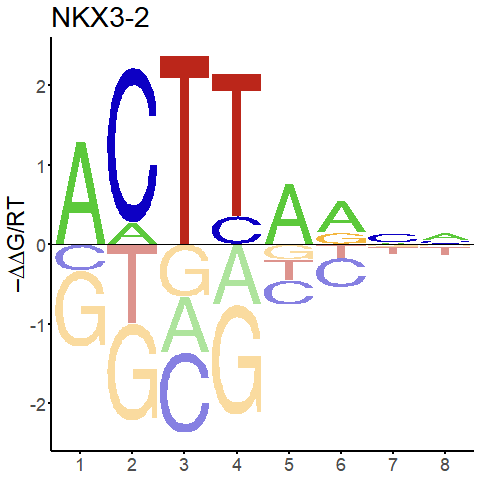 NKX3-2
−ΔΔG/RT
2
1
0
-1
-2
A C T T A A C A
A C G G
C T G A G T T T
G G A G T C
C C
1 2 3 4 5 6 7 8